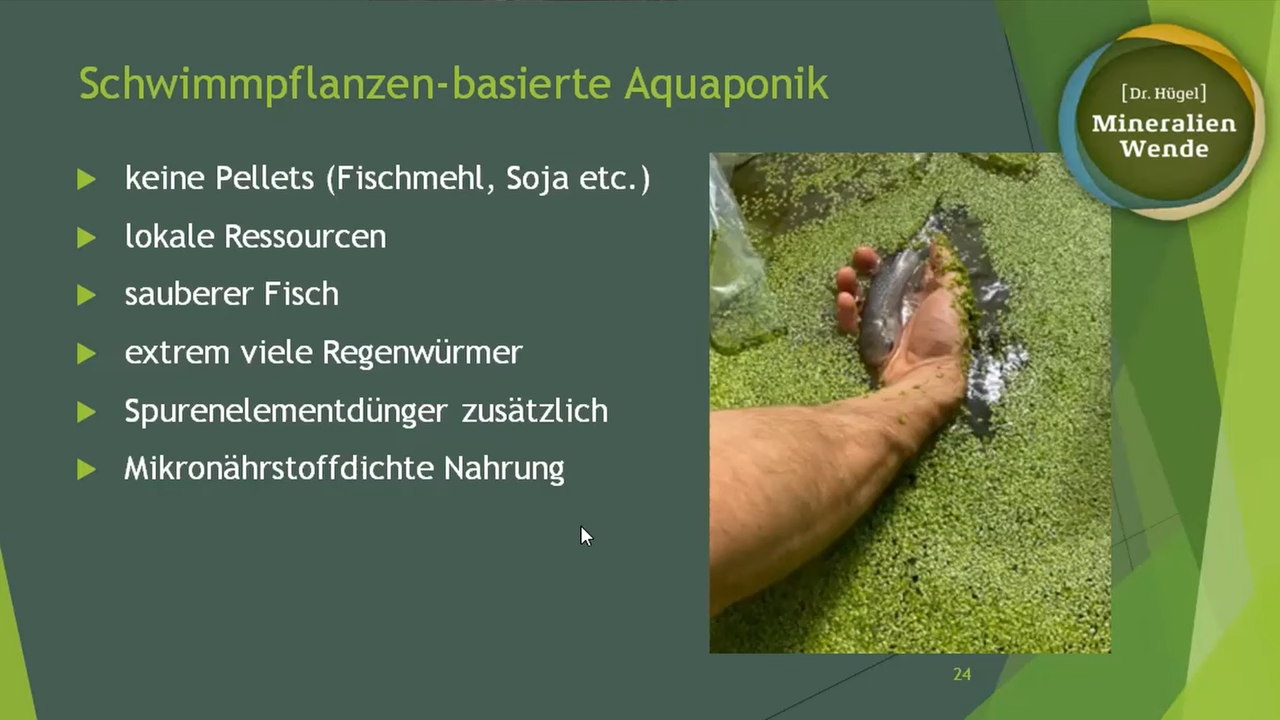 Schwimmpflanzen-basierte Aquaponik
[Dr. Hügel]
Mineralien
Wende
keine Pellets (Fischmehl, Soja etc.)
lokale Ressourcen
sauberer Fisch
extrem viele Regenwürmer
Spurenelementdünger zusätzlich
Mikronährstoffdichte Nahrung
24